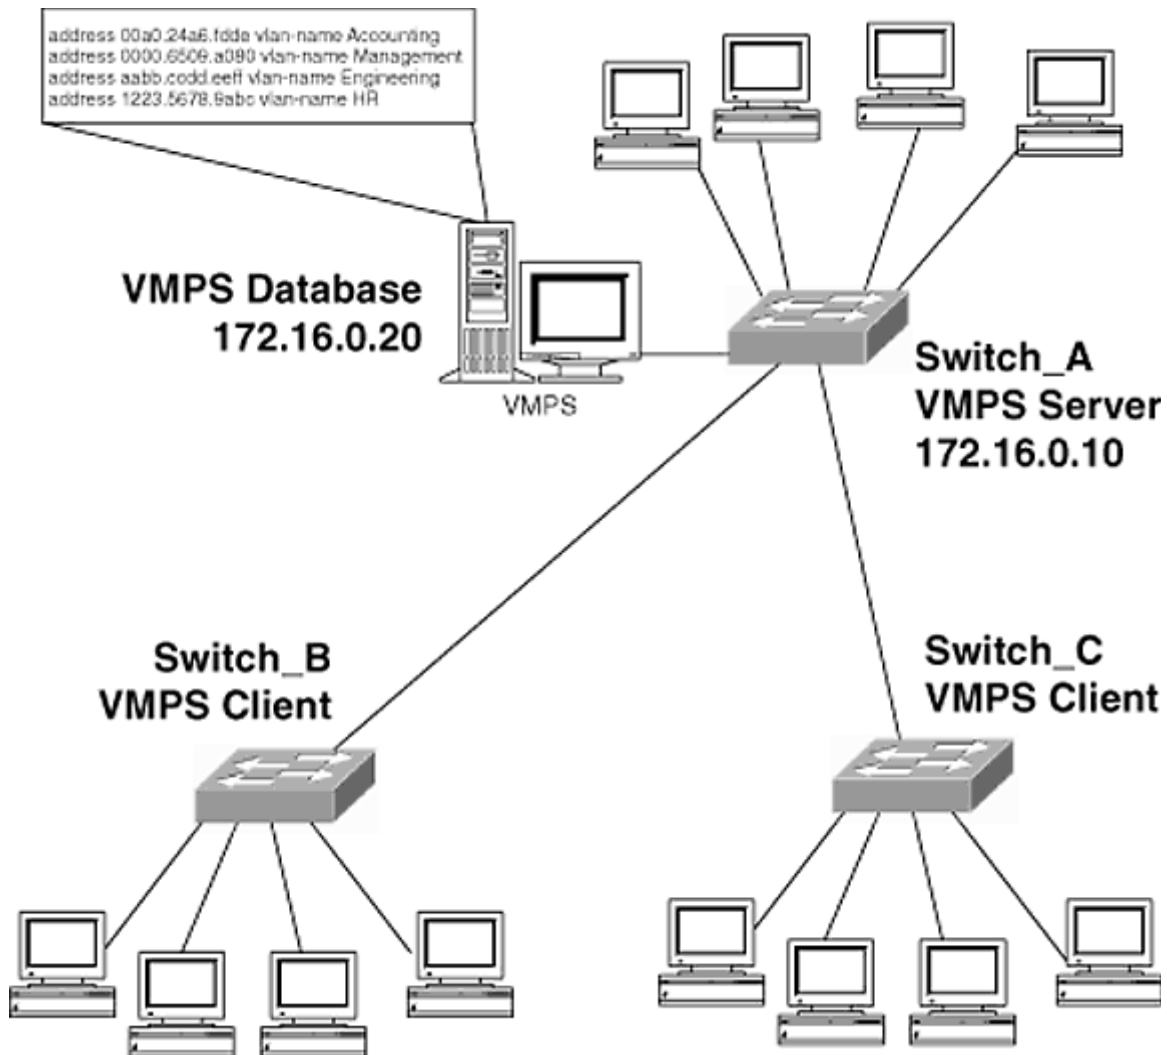 address 00a0.24a6.fdde vlan-name Accounting
address 0000.6509.a080 vlan-name Management
address aabb.ccdd.eeff vlan-name Engineering
address 1223.5678.9abc vlan-name HR
VMPS Database
172.16.0.20
VMPS
Switch_A
VMPS Server
172.16.0.10
Switch_B
VMPS Client
Switch_C
VMPS Client